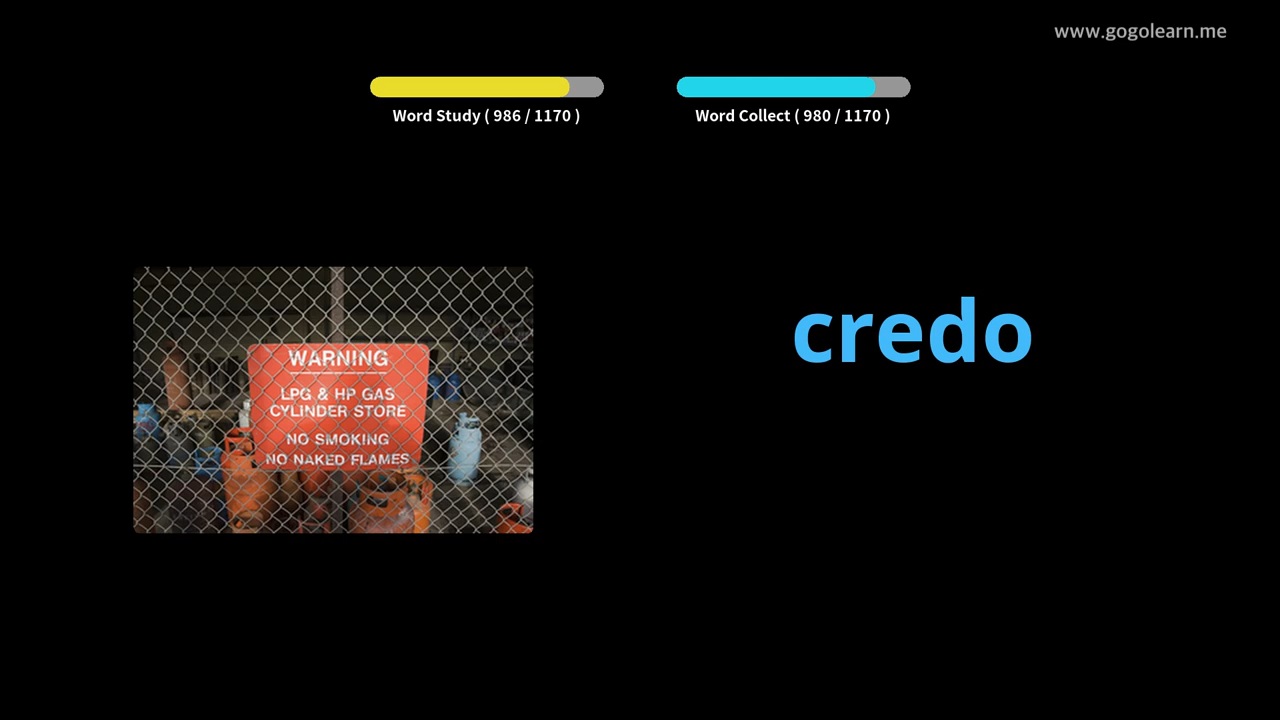 www.gogolearn.me
Word Study ( 986 / 1170 )
Word Collect ( 980 / 1170 )
credo
WARNING
LPG & HP GAS
CYLINDER STORE
NO SMOKING
NO NAKED FLAMES